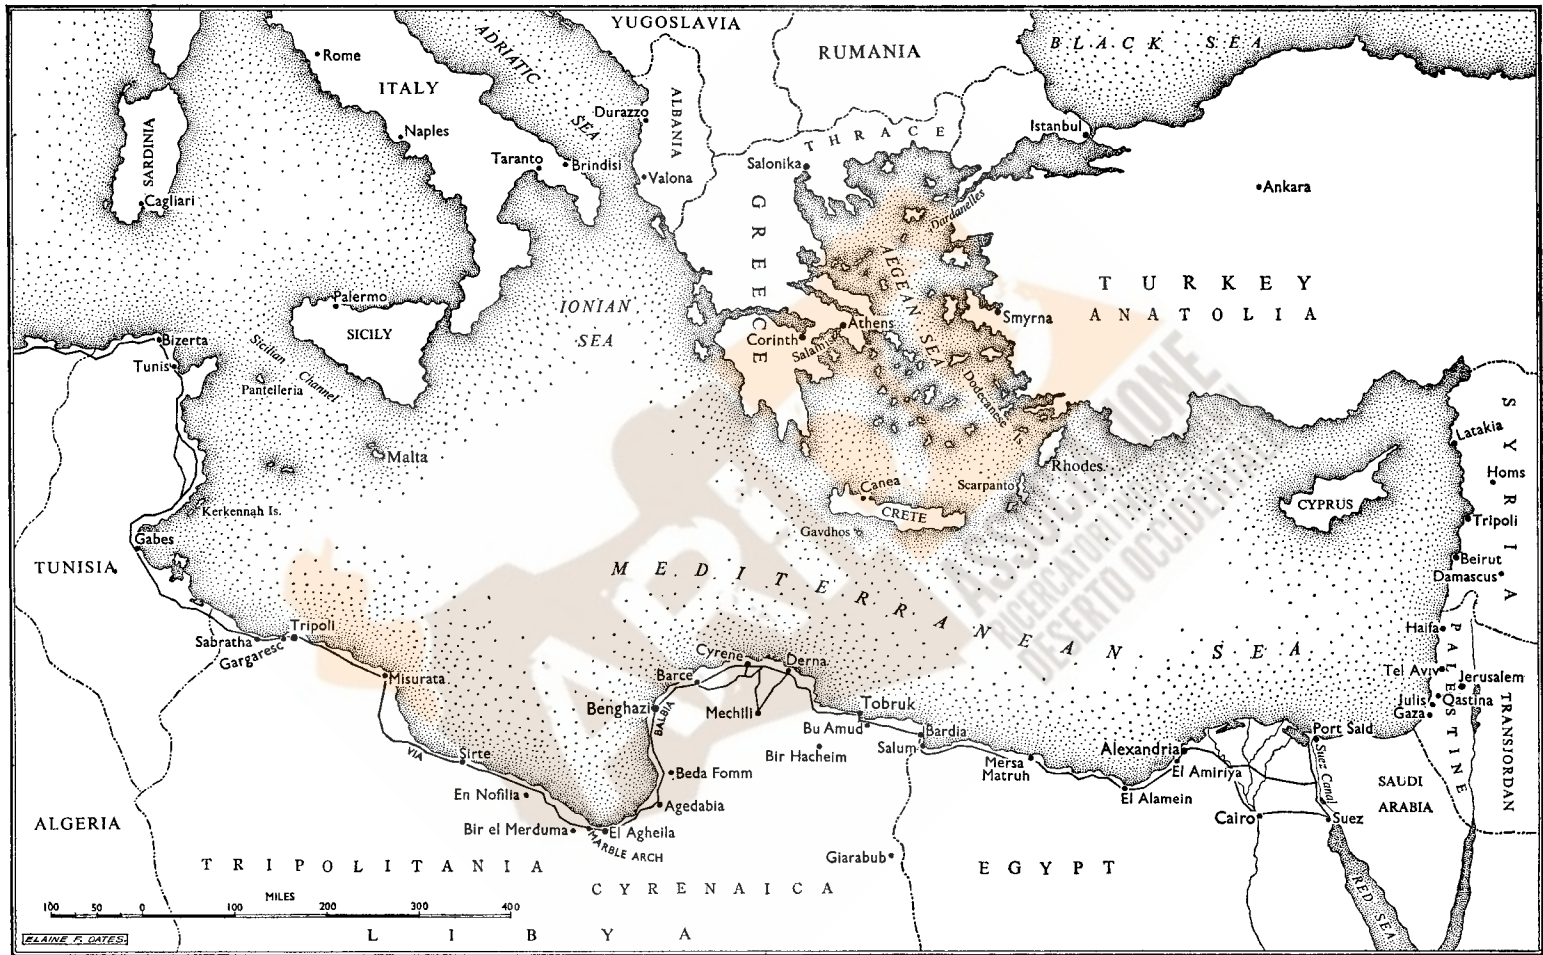 YUGOSLAVIA
RUMANIA
BLACK SEA
ADRIATIC SEA
Rome
ITALY
Durazzo
ALBANIA
THRACE
Istanbul
SARDINIA
Naples
Taranto
Brindisi
Valona
Salonika
Ankara
Cagliari
GREECE
Dardanelles
AEGEAN SEA
TURKEY
ANATOLIA
Palermo
SICILY
IONIAN
SEA
Athens
Smyrna
Corinth
Salamis
Bizerta
Tunis
Sicilian Channel
Pantelleria
Dodecanese Is.
SYRIA
Latakia
Malta
Rhodes
Homs
Canea
Scarpanto
CRETE
CYPRUS
Kerkennah Is.
Gavdhos
Tripoli
Gabes
Beirut
Damascus
TUNISIA
MEDITERRANEAN SEA
Haifa
PALESTINE
Sabratha
Gargaresc
Tripoli
Cyrene
Derna
Tel Aviv
Jerusalem
Misurata
Barce
Julis
Qastina
Gaza
TRANSJORDAN
Benghazi
BALBIA
Mechili
Tobruk
Bu Amud
Bardia
Port Said
VIA
Sirte
Bir Hacheim
Salum
Mersa
Matruh
Alexandria
El Amiriya
Suez Canal
SAUDI
ARABIA
Beda Fomm
En Nofilia
Agedabia
El Alamein
Cairo
Suez
ALGERIA
Bir el Merduma
El Agheila
MARBLE ARCH
Giarabub
EGYPT
TRIPOLITANIA
CYRENAICA
RED SEA
MILES
100 50 0 100 200 300 400
LIBYA
ELAINE F. OATES.
ARIDO
ASSOCIAZIONE
RICERCATORI ITALIANI
DESERTO OCCIDENTALE